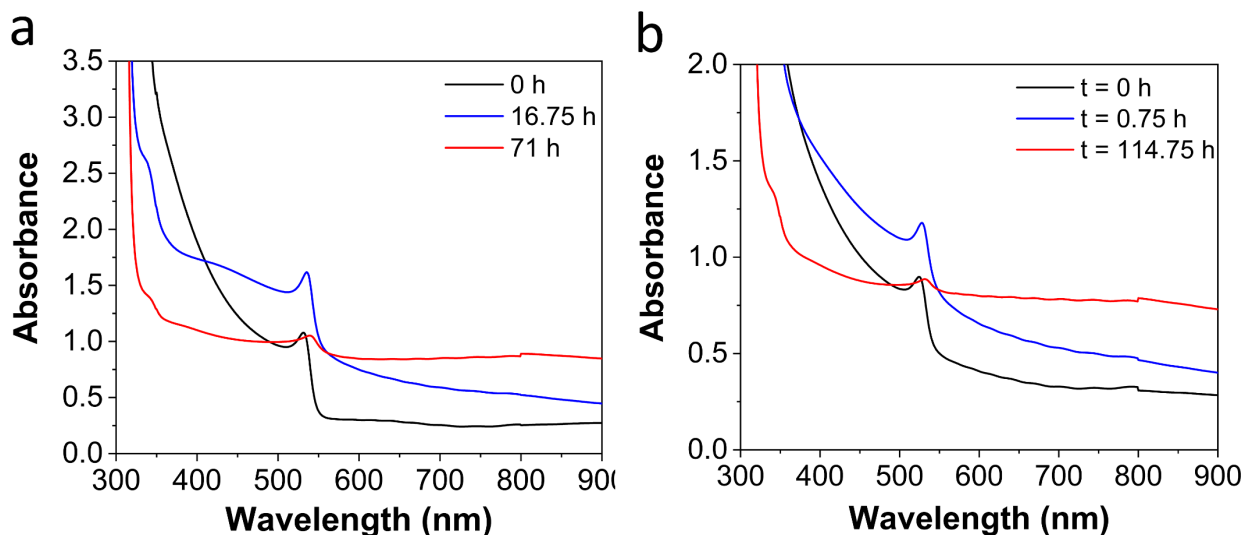 a
3.5
3.0
2.5
2.0
1.5
1.0
0.5
0.0
Absorbance
0 h
16.75 h
71 h
300 400 500 600 700 800 900
Wavelength (nm)
b
2.0
1.5
1.0
0.5
0.0
Absorbance
t = 0 h
t = 0.75 h
t = 114.75 h
300 400 500 600 700 800 900
Wavelength (nm)